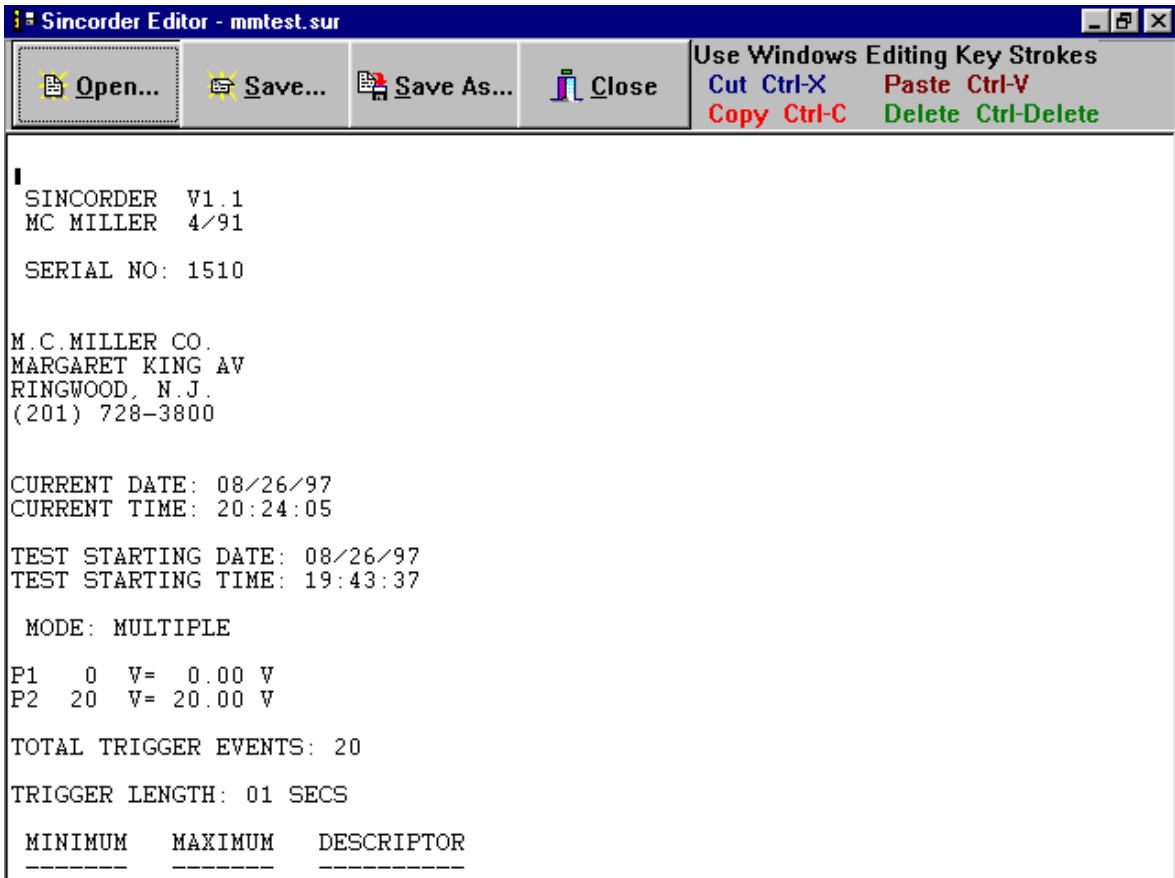 Sincorder Editor - mmtest.sur
Open... Save... Save As... Close
Use Windows Editing Key Strokes
Cut Ctrl-X Paste Ctrl-V
Copy Ctrl-C Delete Ctrl-Delete
SINCORDER V1.1
MC MILLER 4/91
SERIAL NO: 1510
M.C.MILLER CO.
MARGARET KING AV
RINGWOOD, N.J.
(201) 728-3800
CURRENT DATE: 08/26/97
CURRENT TIME: 20:24:05
TEST STARTING DATE: 08/26/97
TEST STARTING TIME: 19:43:37
MODE: MULTIPLE
P1 0 V= 0.00 V
P2 20 V= 20.00 V
TOTAL TRIGGER EVENTS: 20
TRIGGER LENGTH: 01 SECS
MINIMUM MAXIMUM DESCRIPTOR
------- ------- ----------